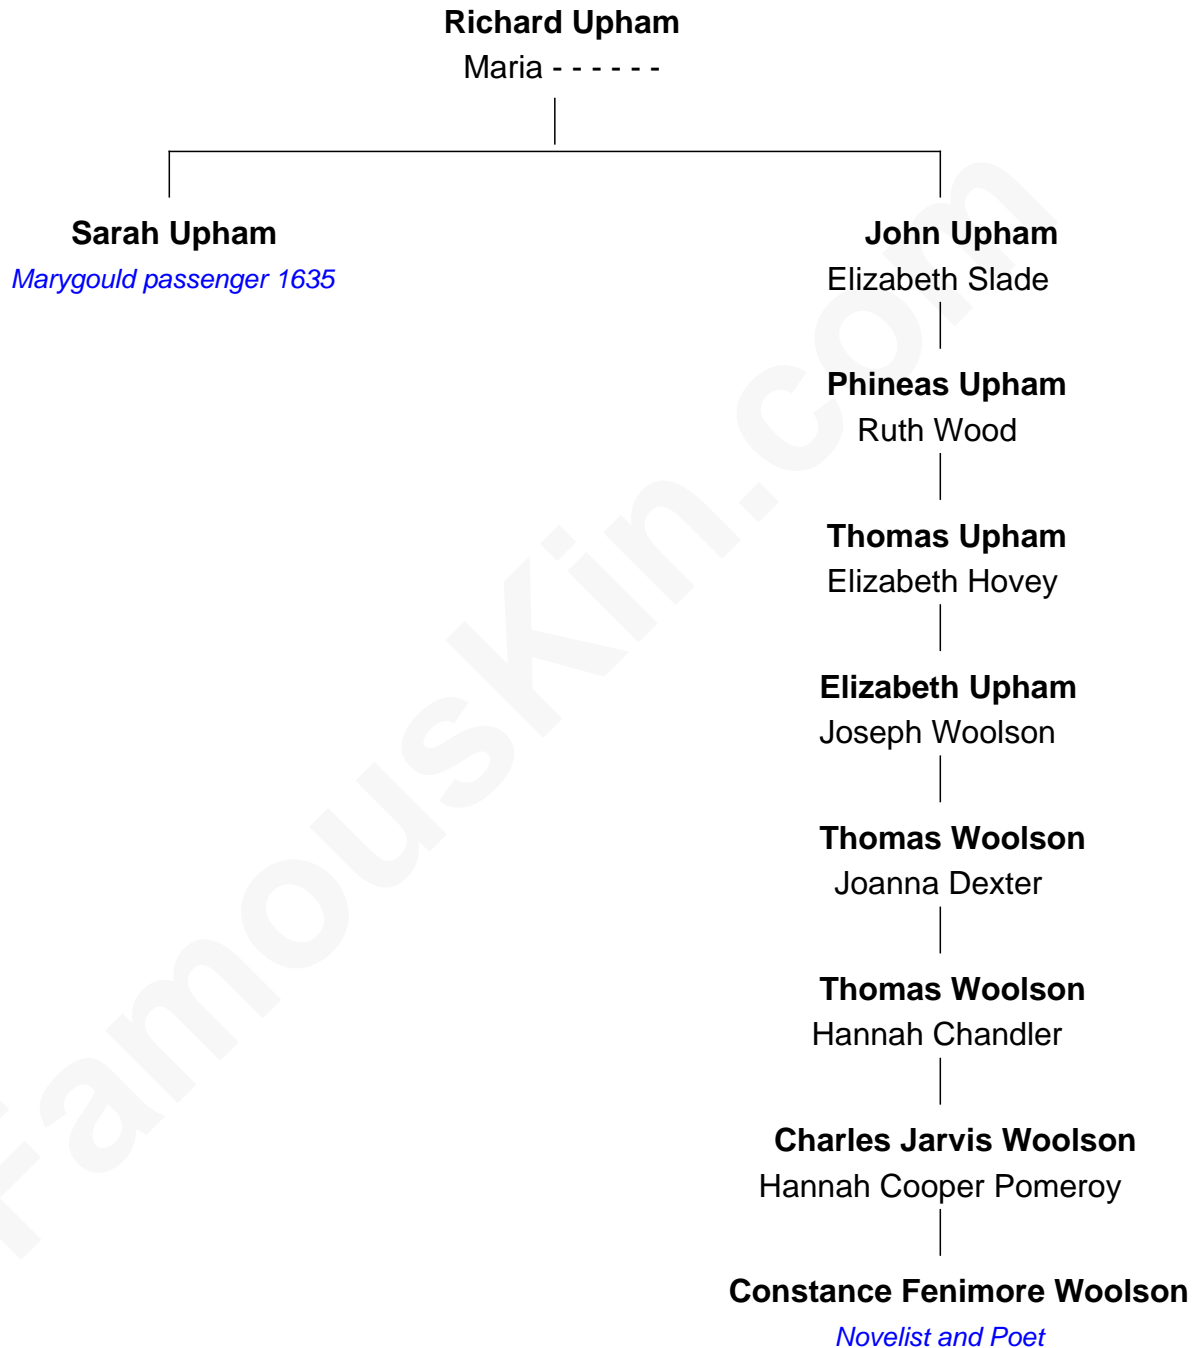 Richard Upham
Maria - - - - - -
Sarah Upham
Marygould passenger 1635
John Upham
Elizabeth Slade
Phineas Upham
Ruth Wood
Thomas Upham
Elizabeth Hovey
Elizabeth Upham
Joseph Woolson
Thomas Woolson
Joanna Dexter
Thomas Woolson
Hannah Chandler
Charles Jarvis Woolson
Hannah Cooper Pomeroy
Constance Fenimore Woolson
Novelist and Poet
FamousKin.com